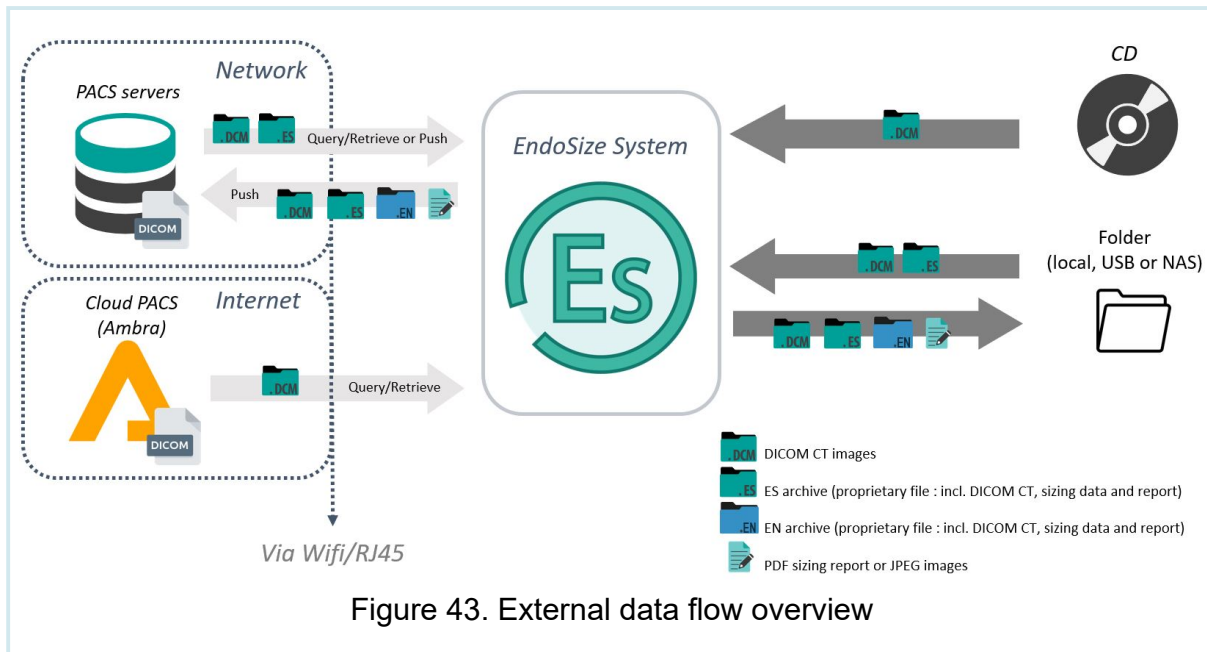 Network
PACS servers
.DCM
.ES
Query/Retrieve or Push
Push
.DCM
.ES
.EN
DICOM
Internet
Cloud PACS
(Ambra)
.DCM
Query/Retrieve
DICOM
Via Wifi/RJ45
EndoSize System
Es
CD
.DCM
Folder
(local, USB or NAS)
.DCM
.ES
.DCM
.ES
.EN
.DCM
DICOM CT images
.ES
ES archive (proprietary file : incl. DICOM CT, sizing data and report)
.EN
EN archive (proprietary file : incl. DICOM CT, sizing data and report)
PDF sizing report or JPEG images
Figure 43. External data flow overview